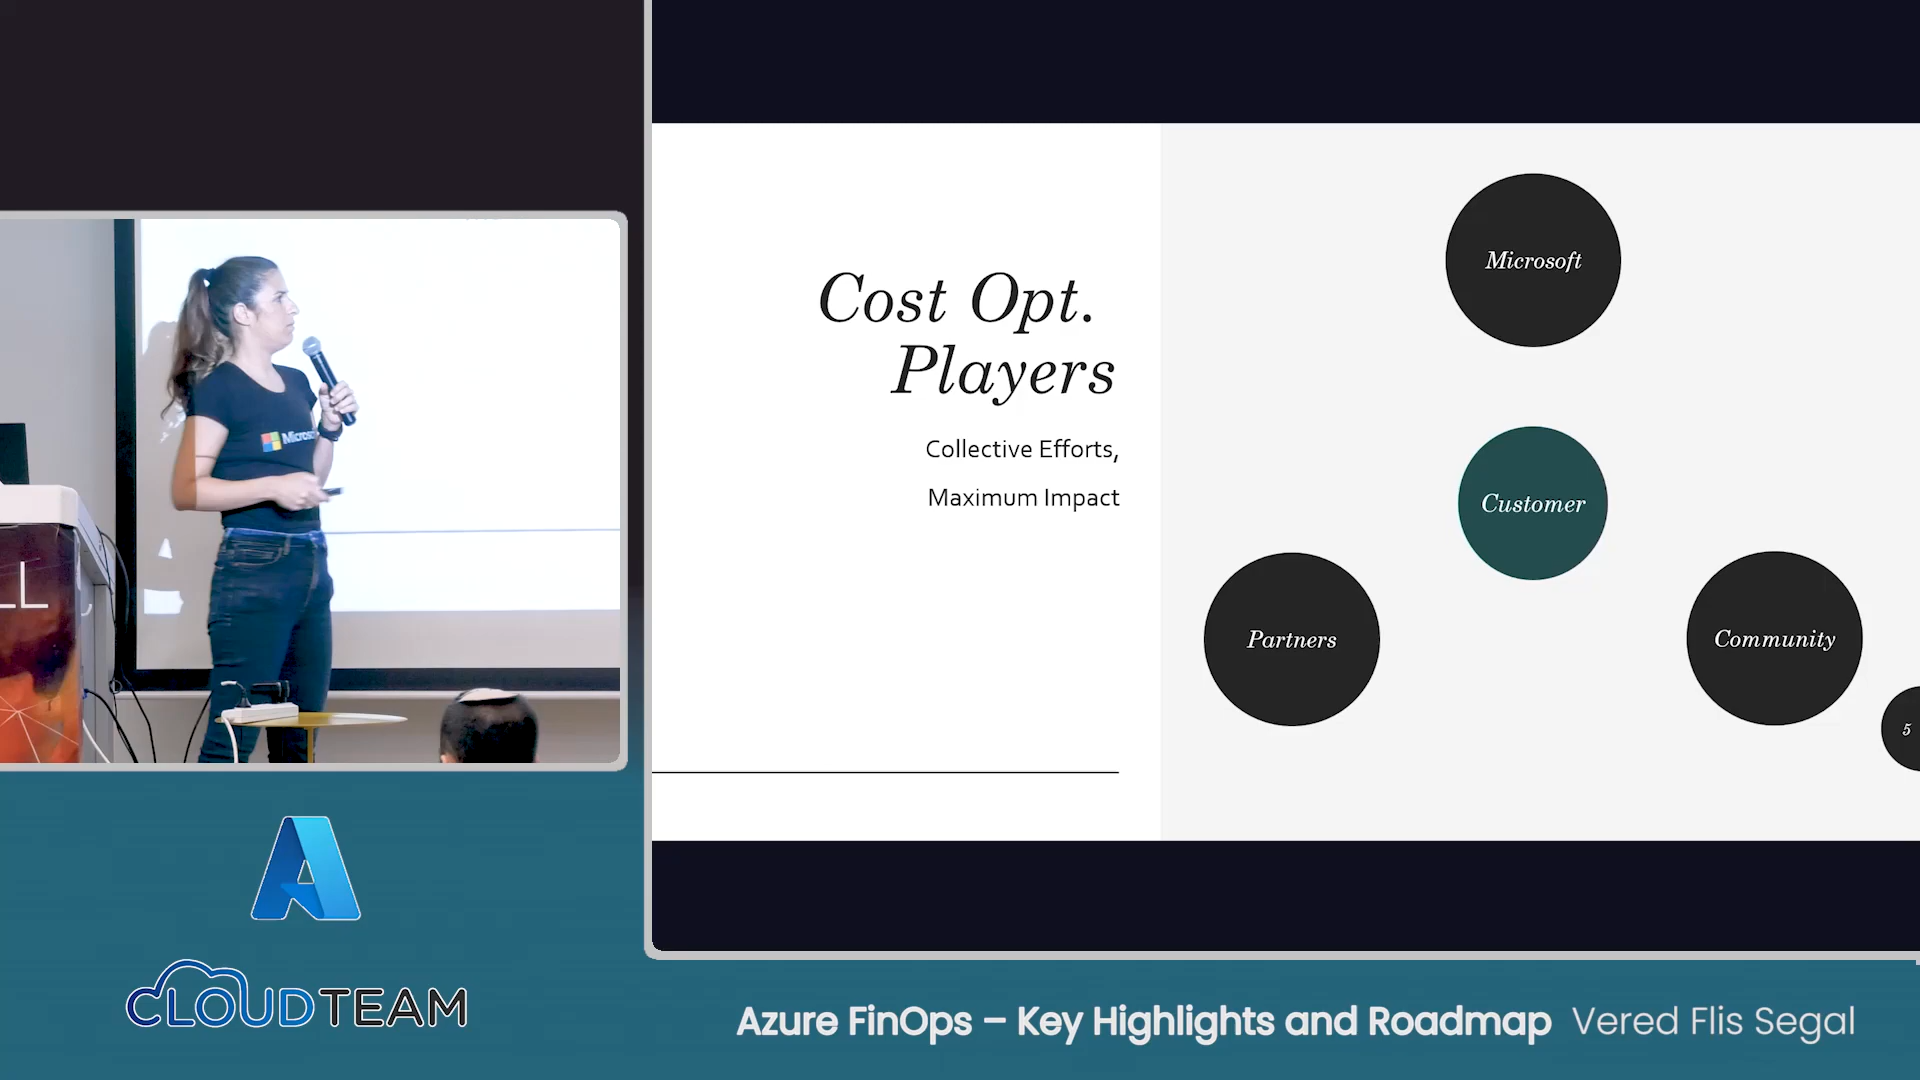 Cost Opt.
Players
Collective Efforts,
Maximum Impact
Microsoft
Customer
Partners
Community
5
LL
CLOUDTEAM
Azure FinOps – Key Highlights and Roadmap Vered Flis Segal